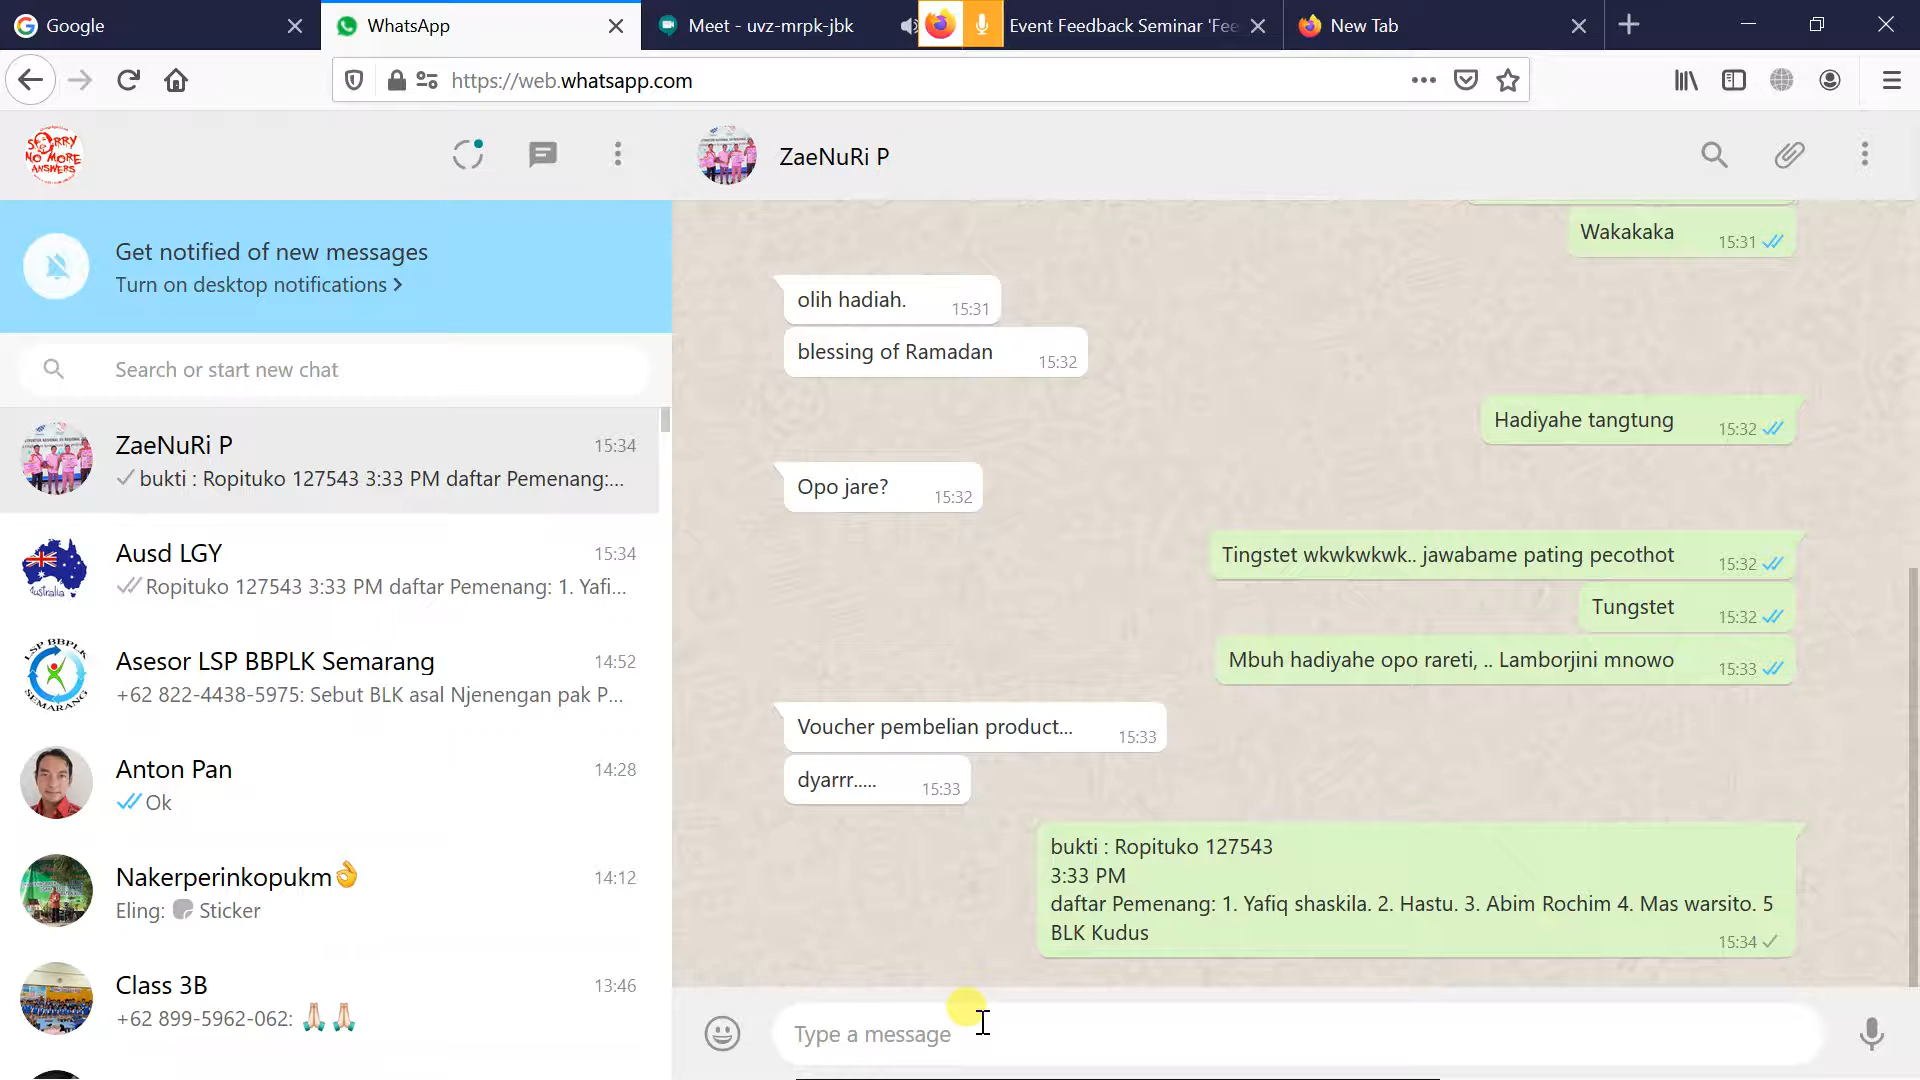 Google
WhatsApp
Meet - uvz-mrpk-jbk
Event Feedback Seminar 'Fee
New Tab
https://web.whatsapp.com
SORRY
NO MORE
ANSWERS
ZaeNuRi P
Get notified of new messages
Turn on desktop notifications >
Search or start new chat
ZaeNuRi P
15:34
bukti : Ropituko 127543 3:33 PM daftar Pemenang:...
Ausd LGY
15:34
Ropituko 127543 3:33 PM daftar Pemenang: 1. Yafi...
Australia
Asesor LSP BBPLK Semarang
14:52
+62 822-4438-5975: Sebut BLK asal Njenengan pak P...
LSP BBPLK
SEMARANG
Anton Pan
14:28
Ok
Nakerperinkopukm👌
14:12
Eling: Sticker
Class 3B
13:46
+62 899-5962-062: 🙏🏻 🙏🏻
Wakakaka
15:31
olih hadiah.
15:31
blessing of Ramadan
15:32
Hadiyahe tangtung
15:32
Opo jare?
15:32
Tingstet wkwkwkwk.. jawabame pating pecothot
15:32
Tungstet
15:32
Mbuh hadiyahe opo rareti, .. Lamborjini mnowo
15:33
Voucher pembelian product...
15:33
dyarrr.....
15:33
bukti : Ropituko 127543
3:33 PM
daftar Pemenang: 1. Yafiq shaskila. 2. Hastu. 3. Abim Rochim 4. Mas warsito. 5
BLK Kudus
15:34
Type a message